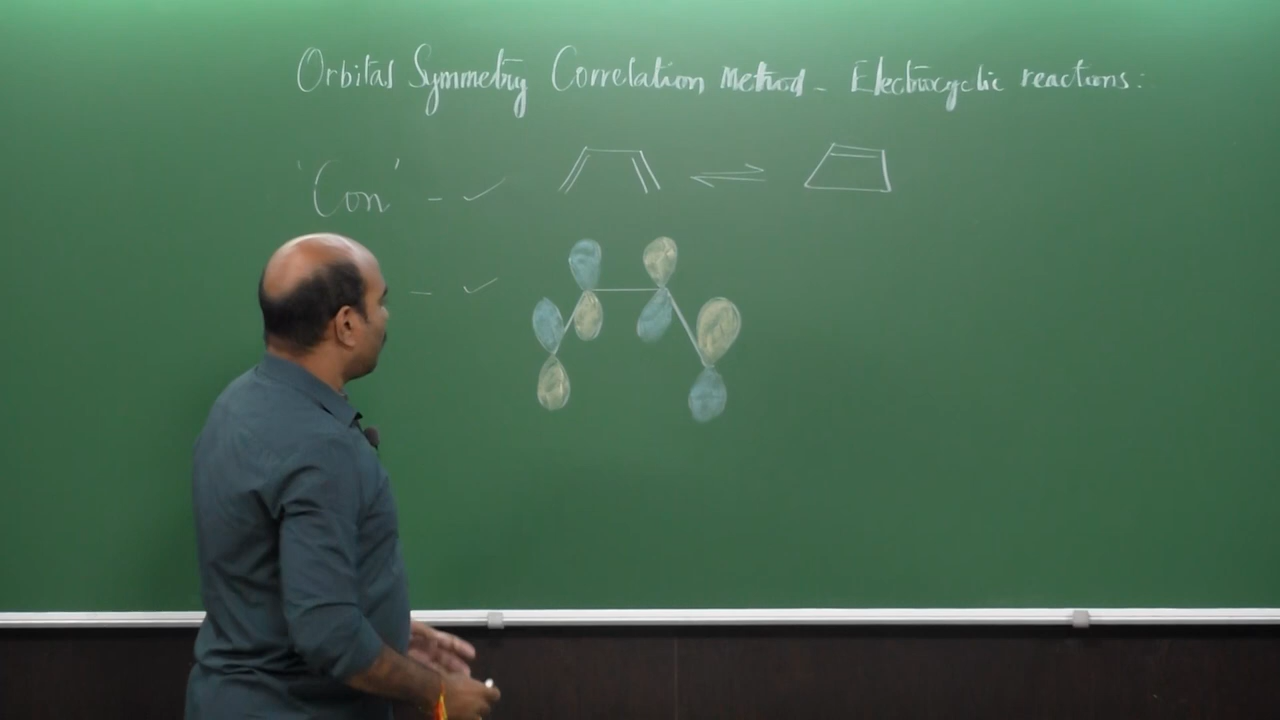 Orbital Symmetry Correlation Method - Electrocyclic reactions:
'Con' - ✓
- ✓